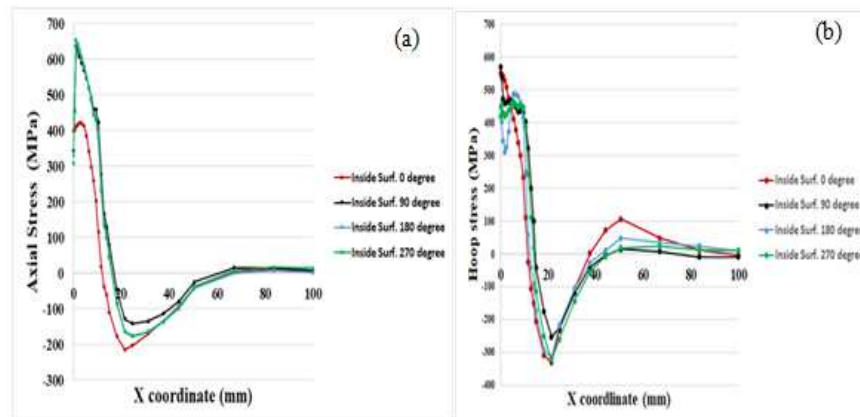 (a)
700
600
500
400
300
200
100
0
-100
-200
-300
0 20 40 60 80 100
Axial Stress (MPa)
X coordinate (mm)
Inside Surf. 0 degree
Inside Surf. 90 degree
Inside Surf. 180 degree
Inside Surf. 270 degree
(b)
700
600
500
400
300
200
100
0
-100
-200
-300
-400
0 20 40 60 80 100
Hoop stress (MPa)
X coordlinate (mm)
Inside Surf. 0 degree
Inside Surf. 90 degree
Inside Surf. 180 degree
Inside Surf. 270 degree